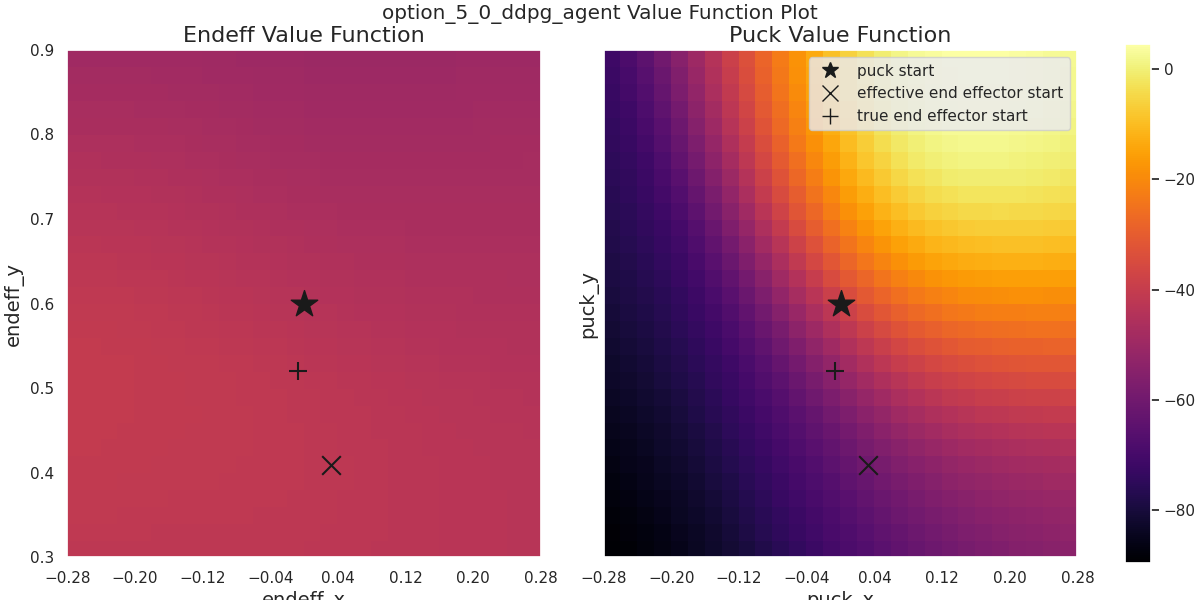 option_5_0_ddpg_agent Value Function Plot
Endeff Value Function
Puck Value Function
0.9
0.8
0.7
0.6
0.5
0.4
0.3
endeff_y
−0.28 −0.20 −0.12 −0.04 0.04 0.12 0.20 0.28
endeff_x
puck start
effective end effector start
true end effector start
puck_y
−0.28 −0.20 −0.12 −0.04 0.04 0.12 0.20 0.28
puck_x
0
−20
−40
−60
−80